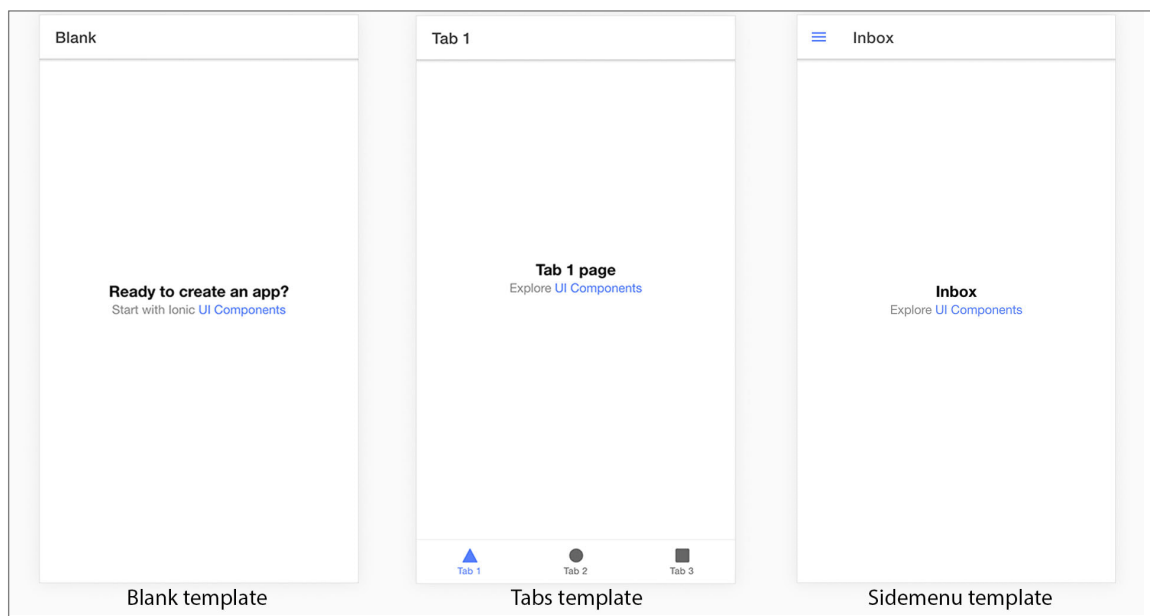 Blank
Ready to create an app?
Start with Ionic UI Components
Blank template
Tab 1
Tab 1 page
Explore UI Components
Tab 1
Tab 2
Tab 3
Tabs template
Inbox
Inbox
Explore UI Components
Sidemenu template